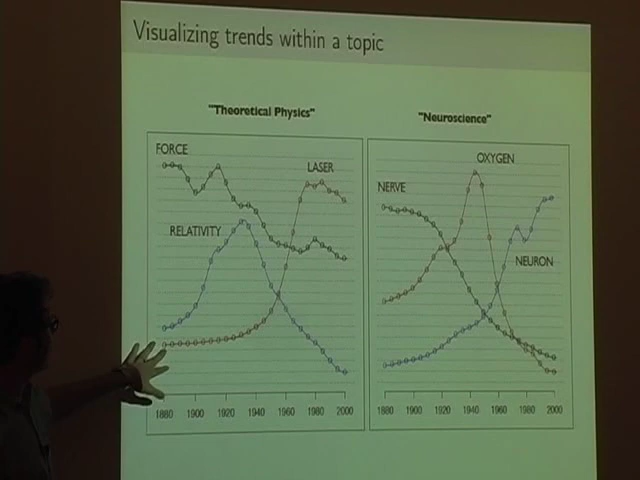 Visualizing trends within a topic
"Theoretical Physics"
"Neuroscience"
FORCE
LASER
RELATIVITY
1880 1900 1920 1940 1960 1980 2000
OXYGEN
NERVE
NEURON
1880 1900 1920 1940 1960 1980 2000